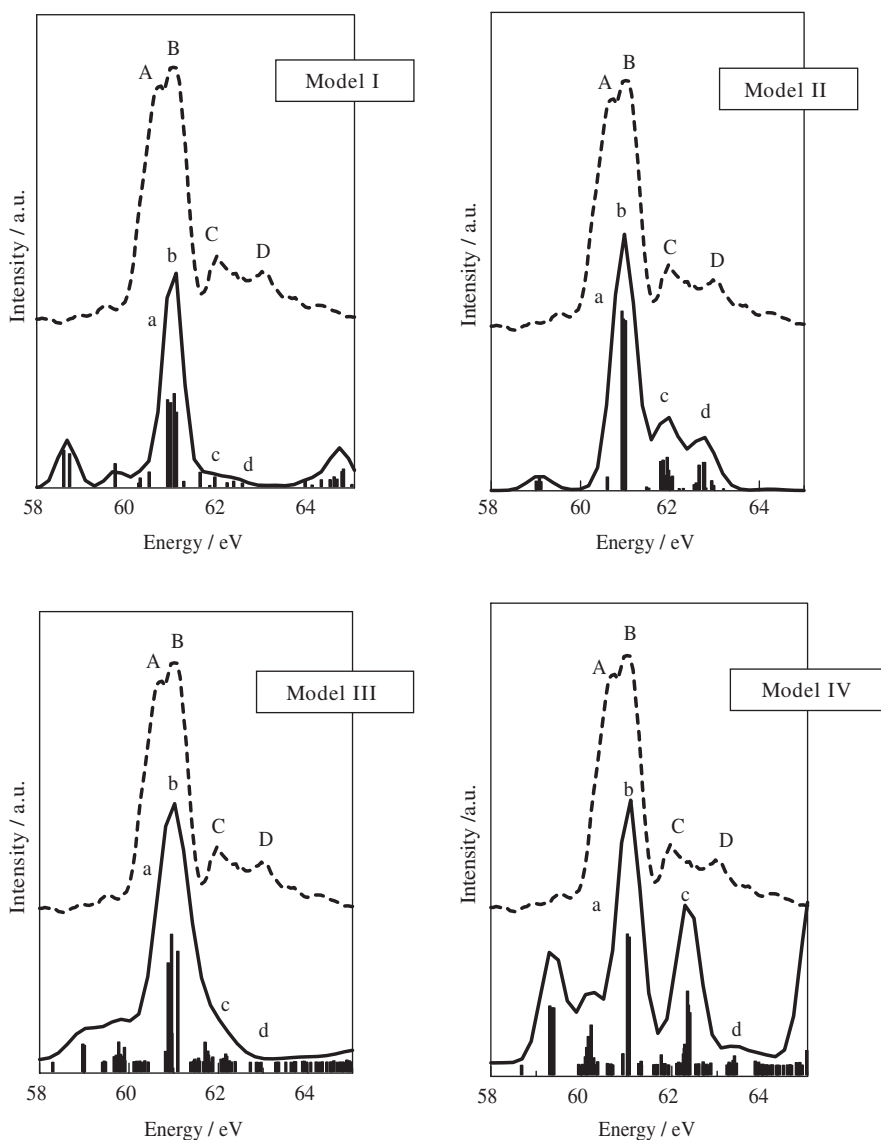 Model I
A
B
C
D
a
b
c
d
Intensity / a.u.
58
60
62
64
Energy / eV
Model II
A
B
C
D
a
b
c
d
Intensity / a.u.
58
60
62
64
Energy / eV
Model III
A
B
C
D
a
b
c
d
Intensity / a.u.
58
60
62
64
Energy / eV
Model IV
A
B
C
D
a
b
c
d
Intensity /a.u.
58
60
62
64
Energy / eV